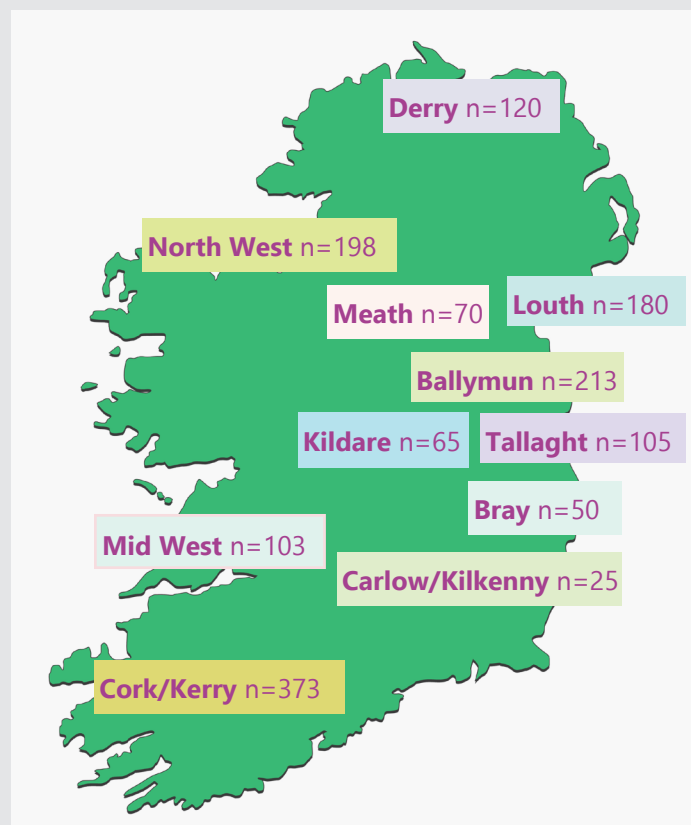 Derry n=120
North West n=198
Meath n=70
Louth n=180
Ballymun n=213
Kildare n=65
Tallaght n=105
Bray n=50
Mid West n=103
Carlow/Kilkenny n=25
Cork/Kerry n=373